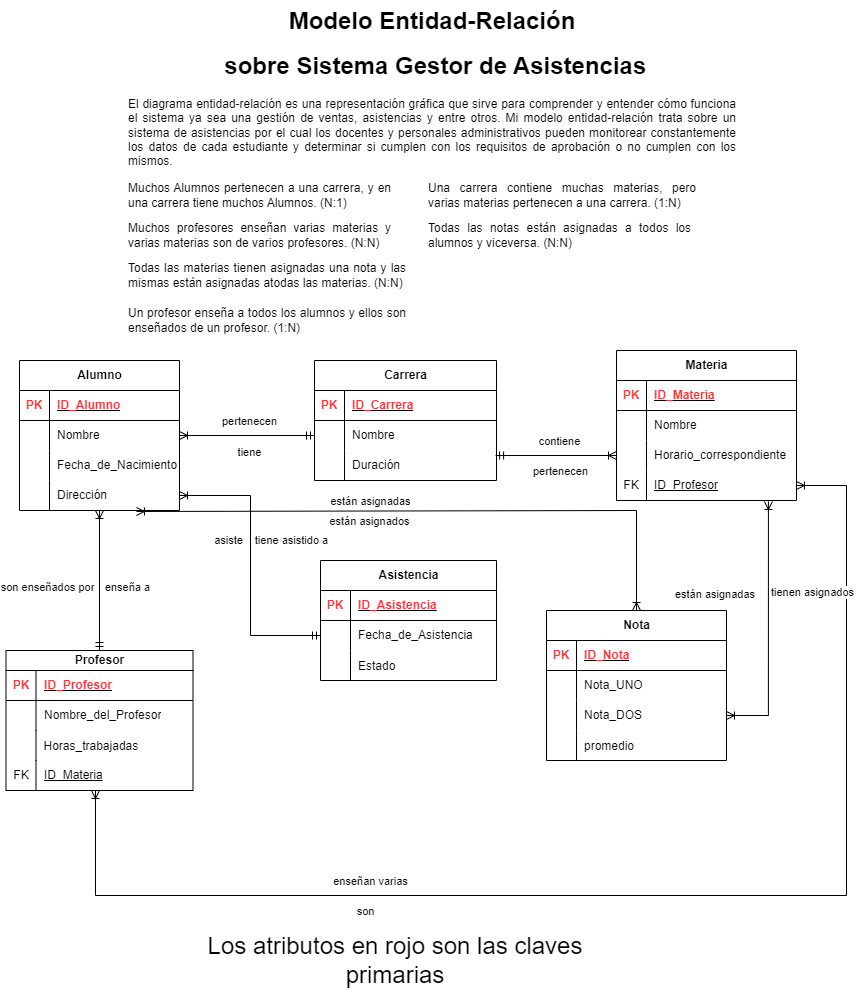 Modelo Entidad-Relación
sobre Sistema Gestor de Asistencias
El diagrama entidad-relación es una representación gráfica que sirve para comprender y entender cómo funciona
el sistema ya sea una gestión de ventas, asistencias y entre otros. Mi modelo entidad-relación trata sobre un
sistema de asistencias por el cual los docentes y personales administrativos pueden monitorear constantemente
los datos de cada estudiante y determinar si cumplen con los requisitos de aprobación o no cumplen con los
mismos.
Muchos Alumnos pertenecen a una carrera, y en
una carrera tiene muchos Alumnos. (N:1)
Una carrera contiene muchas materias, pero
varias materias pertenecen a una carrera. (1:N)
Muchos profesores enseñan varias materias y
varias materias son de varios profesores. (N:N)
Todas las notas están asignadas a todos los
alumnos y viceversa. (N:N)
Todas las materias tienen asignadas una nota y las
mismas están asignadas atodas las materias. (N:N)
Un profesor enseña a todos los alumnos y ellos son
enseñados de un profesor. (1:N)
Alumno
PK ID_Alumno
Nombre
Fecha_de_Nacimiento
Dirección
pertenecen
tiene
Carrera
PK ID_Carrera
Nombre
Duración
contiene
pertenecen
Materia
PK ID_Materia
Nombre
Horario_correspondiente
FK ID_Profesor
están asignadas
están asignados
asiste
tiene asistido a
son enseñados por
enseña a
Asistencia
PK ID_Asistencia
Fecha_de_Asistencia
Estado
están asignadas
tienen asignados
Nota
PK ID_Nota
Nota_UNO
Nota_DOS
promedio
Profesor
PK ID_Profesor
Nombre_del_Profesor
Horas_trabajadas
FK ID_Materia
enseñan varias
son
Los atributos en rojo son las claves
primarias